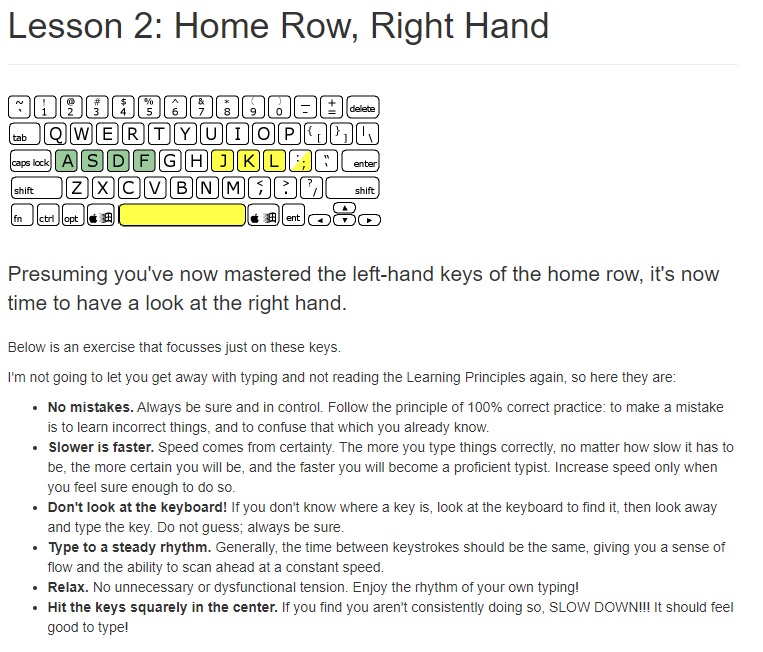 Lesson 2: Home Row, Right Hand
~ ` ! 1 @ 2 # 3 $ 4 % 5 ^ 6 & 7 * 8 ( 9 ) 0 _ - + = delete
tab Q W E R T Y U I O P { [ } ] | \
caps lock A S D F G H J K L : ; " ' enter
shift Z X C V B N M < , > . ? / shift
fn ctrl opt ent ▲
◄ ▼ ►
Presuming you've now mastered the left-hand keys of the home row, it's now
time to have a look at the right hand.
Below is an exercise that focusses just on these keys.
I'm not going to let you get away with typing and not reading the Learning Principles again, so here they are:
• No mistakes. Always be sure and in control. Follow the principle of 100% correct practice: to make a mistake
is to learn incorrect things, and to confuse that which you already know.
• Slower is faster. Speed comes from certainty. The more you type things correctly, no matter how slow it has to
be, the more certain you will be, and the faster you will become a proficient typist. Increase speed only when
you feel sure enough to do so.
• Don't look at the keyboard! If you don't know where a key is, look at the keyboard to find it, then look away
and type the key. Do not guess; always be sure.
• Type to a steady rhythm. Generally, the time between keystrokes should be the same, giving you a sense of
flow and the ability to scan ahead at a constant speed.
• Relax. No unnecessary or dysfunctional tension. Enjoy the rhythm of your own typing!
• Hit the keys squarely in the center. If you find you aren't consistently doing so, SLOW DOWN!!! It should feel
good to type!